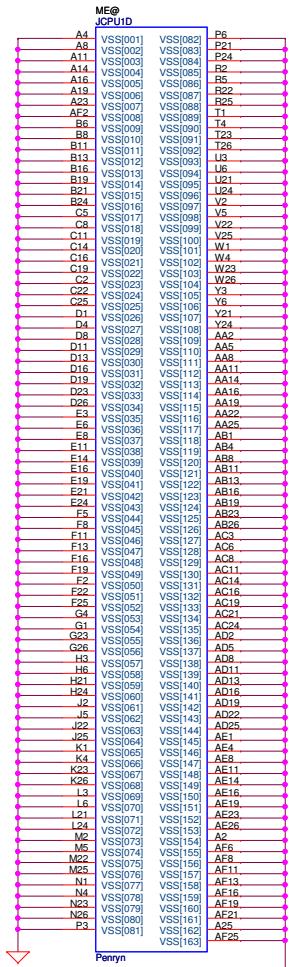 ME@
JCPU1D
A4 VSS[001] VSS[082] P6
A8 VSS[002] VSS[083] P21
A11 VSS[003] VSS[084] P24
A14 VSS[004] VSS[085] R2
A16 VSS[005] VSS[086] R5
A19 VSS[006] VSS[087] R22
A23 VSS[007] VSS[088] R25
AF2 VSS[008] VSS[089] T1
B6 VSS[009] VSS[090] T4
B8 VSS[010] VSS[091] T23
B11 VSS[011] VSS[092] T26
B13 VSS[012] VSS[093] U3
B16 VSS[013] VSS[094] U6
B19 VSS[014] VSS[095] U21
B21 VSS[015] VSS[096] U24
B24 VSS[016] VSS[097] V2
C5 VSS[017] VSS[098] V5
C8 VSS[018] VSS[099] V22
C11 VSS[019] VSS[100] V25
C14 VSS[020] VSS[101] W1
C16 VSS[021] VSS[102] W4
C19 VSS[022] VSS[103] W23
C2 VSS[023] VSS[104] W26
C22 VSS[024] VSS[105] Y3
C25 VSS[025] VSS[106] Y6
D1 VSS[026] VSS[107] Y21
D4 VSS[027] VSS[108] Y24
D8 VSS[028] VSS[109] AA2
D11 VSS[029] VSS[110] AA5
D13 VSS[030] VSS[111] AA8
D16 VSS[031] VSS[112] AA11
D19 VSS[032] VSS[113] AA14
D23 VSS[033] VSS[114] AA16
D26 VSS[034] VSS[115] AA19
E3 VSS[035] VSS[116] AA22
E6 VSS[036] VSS[117] AA25
E8 VSS[037] VSS[118] AB1
E11 VSS[038] VSS[119] AB4
E14 VSS[039] VSS[120] AB8
E16 VSS[040] VSS[121] AB11
E19 VSS[041] VSS[122] AB13
E21 VSS[042] VSS[123] AB16
E24 VSS[043] VSS[124] AB19
F5 VSS[044] VSS[125] AB23
F8 VSS[045] VSS[126] AB26
F11 VSS[046] VSS[127] AC3
F13 VSS[047] VSS[128] AC6
F16 VSS[048] VSS[129] AC8
F19 VSS[049] VSS[130] AC11
F2 VSS[050] VSS[131] AC14
F22 VSS[051] VSS[132] AC16
F25 VSS[052] VSS[133] AC19
G4 VSS[053] VSS[134] AC21
G1 VSS[054] VSS[135] AC24
G23 VSS[055] VSS[136] AD2
G26 VSS[056] VSS[137] AD5
H3 VSS[057] VSS[138] AD8
H6 VSS[058] VSS[139] AD11
H21 VSS[059] VSS[140] AD13
H24 VSS[060] VSS[141] AD16
J2 VSS[061] VSS[142] AD19
J5 VSS[062] VSS[143] AD22
J22 VSS[063] VSS[144] AD25
J25 VSS[064] VSS[145] AE1
K1 VSS[065] VSS[146] AE4
K4 VSS[066] VSS[147] AE8
K23 VSS[067] VSS[148] AE11
K26 VSS[068] VSS[149] AE14
L3 VSS[069] VSS[150] AE16
L6 VSS[070] VSS[151] AE19
L21 VSS[071] VSS[152] AE23
L24 VSS[072] VSS[153] AE26
M2 VSS[073] VSS[154] A2
M5 VSS[074] VSS[155] AF6
M22 VSS[075] VSS[156] AF8
M25 VSS[076] VSS[157] AF11
N1 VSS[077] VSS[158] AF13
N4 VSS[078] VSS[159] AF16
N23 VSS[079] VSS[160] AF19
N26 VSS[080] VSS[161] AF21
P3 VSS[081] VSS[162] A25
VSS[163] AF25
Penryn